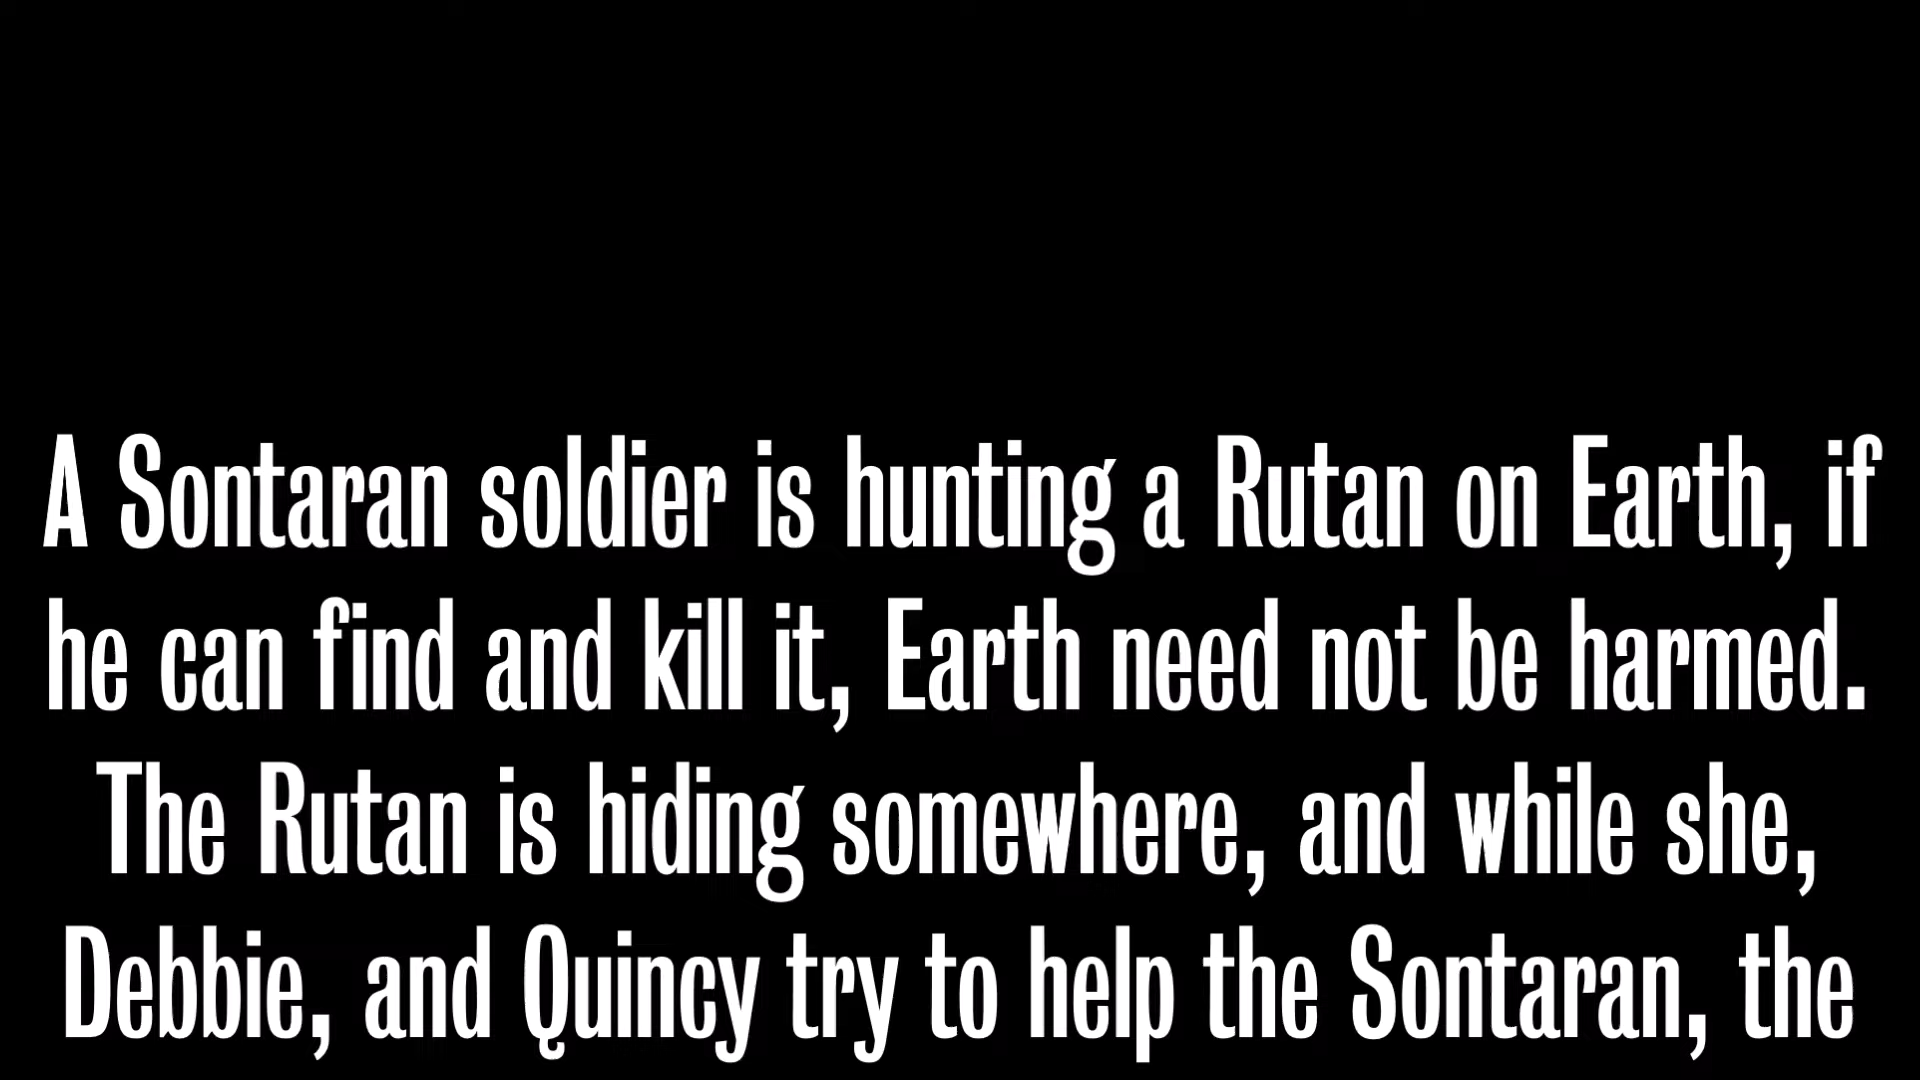 A Sontaran soldier is hunting a Rutan on Earth, if
he can find and kill it, Earth need not be harmed.
The Rutan is hiding somewhere, and while she,
Debbie, and Quincy try to help the Sontaran, the